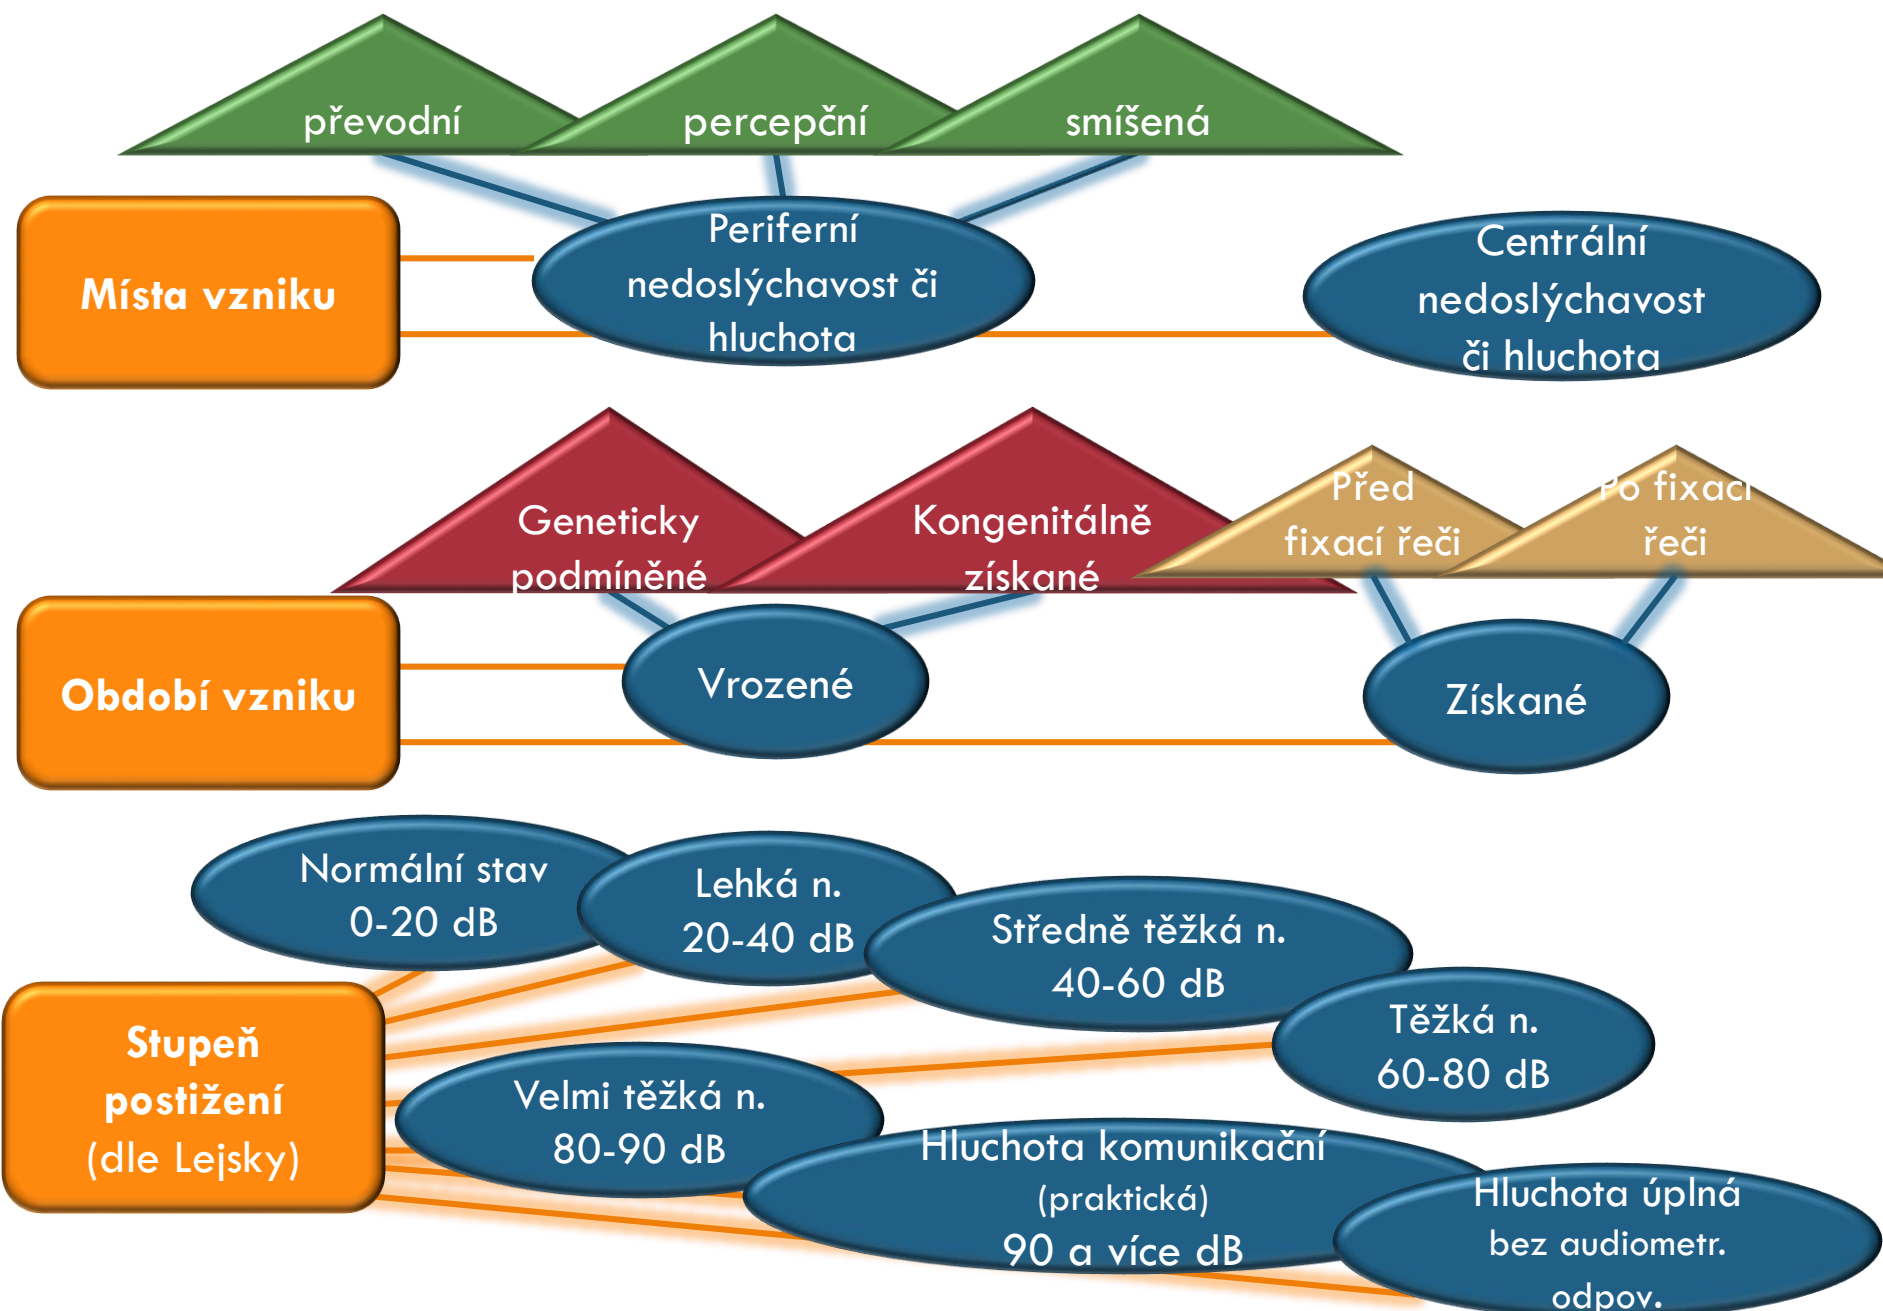 převodní
percepční
smíšená
Místa vzniku
Periferní
nedoslýchavost či
hluchota
Centrální
nedoslýchavost
či hluchota
Geneticky
podmíněné
Kongenitálně
získané
Před
fixací řeči
Po fixaci
řeči
Období vzniku
Vrozené
Získané
Normální stav
0-20 dB
Lehká n.
20-40 dB
Středně těžká n.
40-60 dB
Těžká n.
60-80 dB
Stupeň
postižení
(dle Lejsky)
Velmi těžká n.
80-90 dB
Hluchota komunikační
(praktická)
90 a více dB
Hluchota úplná
bez audiometr.
odpov.